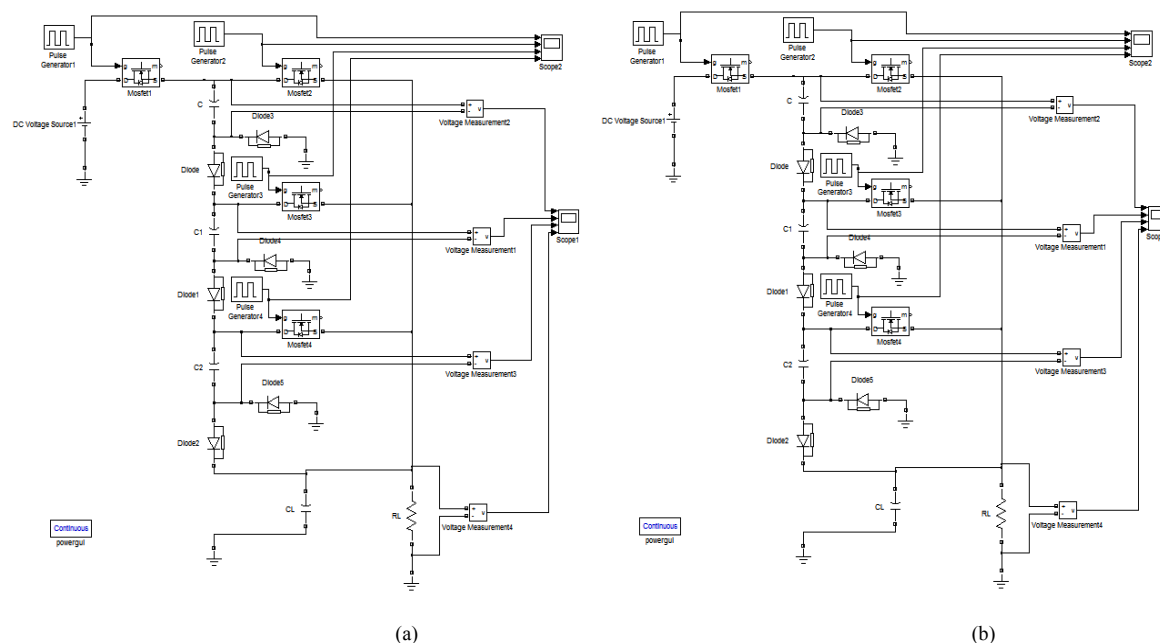 Pulse
Generator1
Pulse
Generator2
Scope2
g
m
D
S
Mosfet1
g
m
D
S
Mosfet2
C
+
-
v
Voltage Measurement2
DC Voltage Source1
+
Diode3
Diode
Pulse
Generator3
g
m
D
S
Mosfet3
C1
+
-
v
Voltage Measurement1
Scope1
Diode4
Diode1
Pulse
Generator4
g
m
D
S
Mosfet4
C2
+
-
v
Voltage Measurement3
Diode5
Diode2
CL
RL
+
-
v
Voltage Measurement4
Continuous
powergui
(a)
Pulse
Generator1
Pulse
Generator2
Scope2
g
m
D
S
Mosfet1
g
m
D
S
Mosfet2
C
+
-
v
Voltage Measurement2
DC Voltage Source1
+
Diode3
Diode
Pulse
Generator3
g
m
D
S
Mosfet3
C1
+
-
v
Voltage Measurement1
Scope
Diode4
Diode1
Pulse
Generator4
g
m
D
S
Mosfet4
C2
+
-
v
Voltage Measurement3
Diode5
Diode2
CL
RL
+
-
v
Voltage Measurement4
Continuous
powergui
(b)